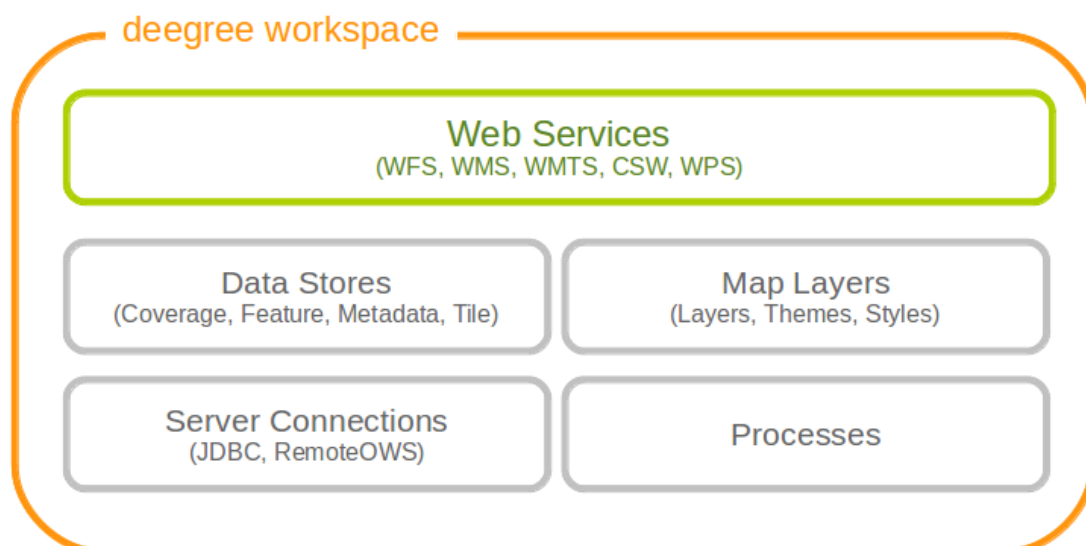 deegree workspace
Web Services
(WFS, WMS, WMTS, CSW, WPS)
Data Stores
(Coverage, Feature, Metadata, Tile)
Map Layers
(Layers, Themes, Styles)
Server Connections
(JDBC, RemoteOWS)
Processes